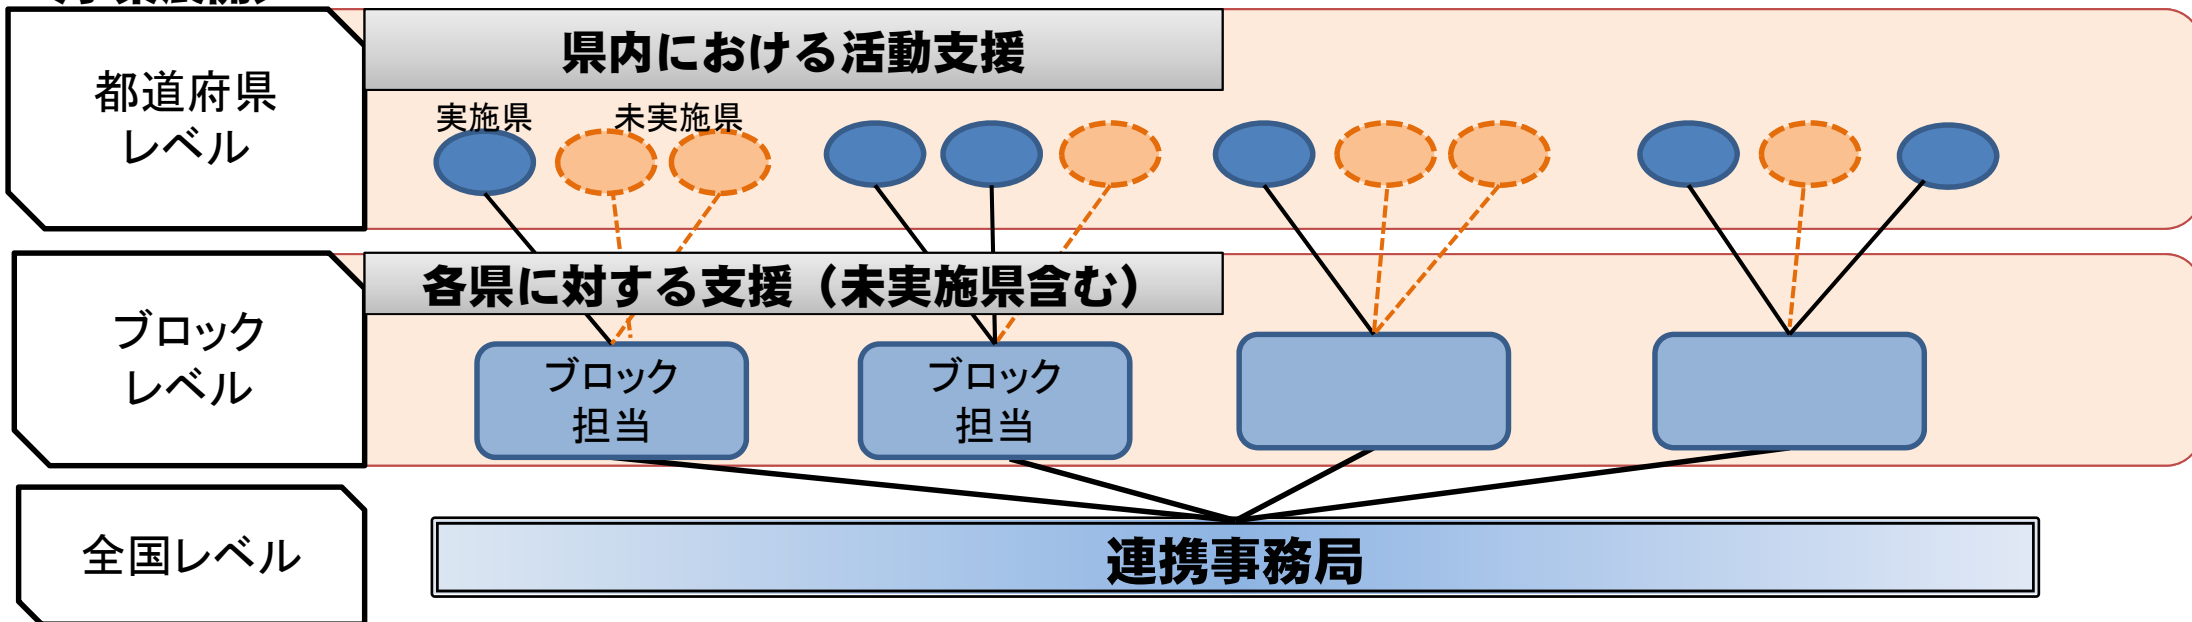 県内における活動支援
都道府県
レベル
実施県
未実施県
各県に対する支援（未実施県含む）
ブロック
レベル
ブロック
担当
ブロック
担当
全国レベル
連携事務局